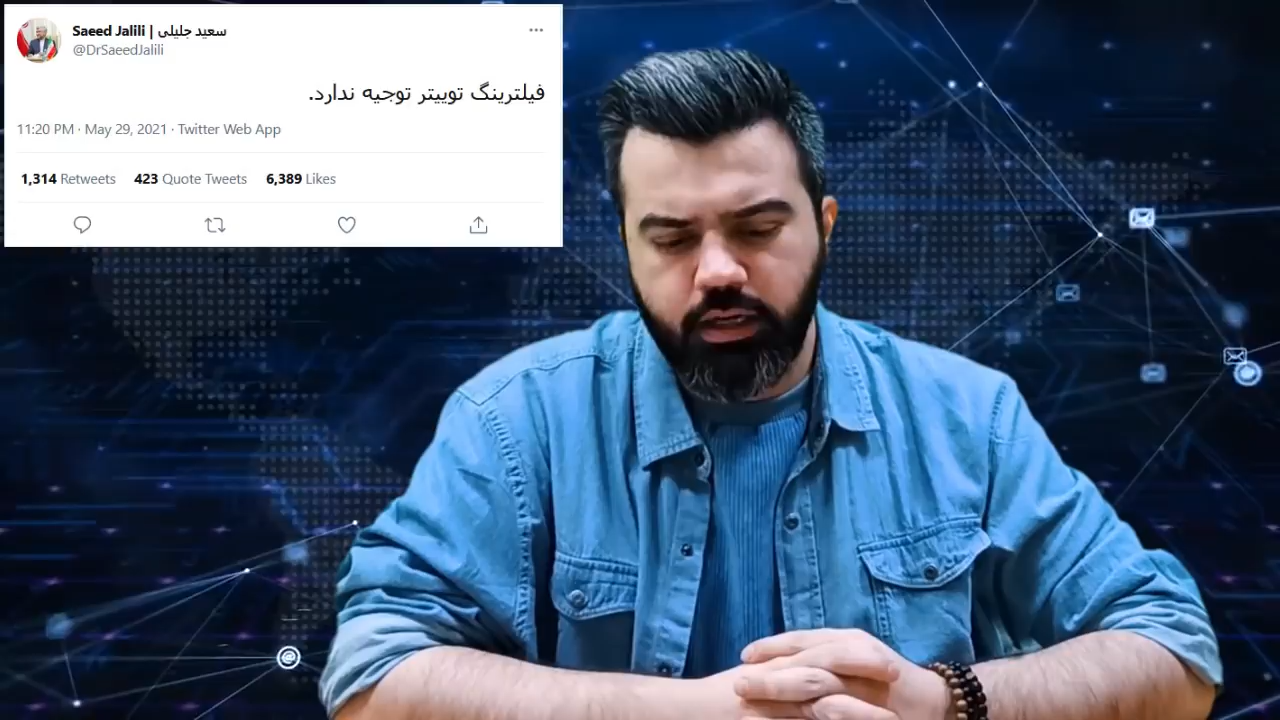 Saeed Jalili | سعید جلیلی
@DrSaeedJalili
فیلترینگ توییتر توجیه ندارد.
11:20 PM · May 29, 2021 · Twitter Web App
1,314 Retweets 423 Quote Tweets 6,389 Likes